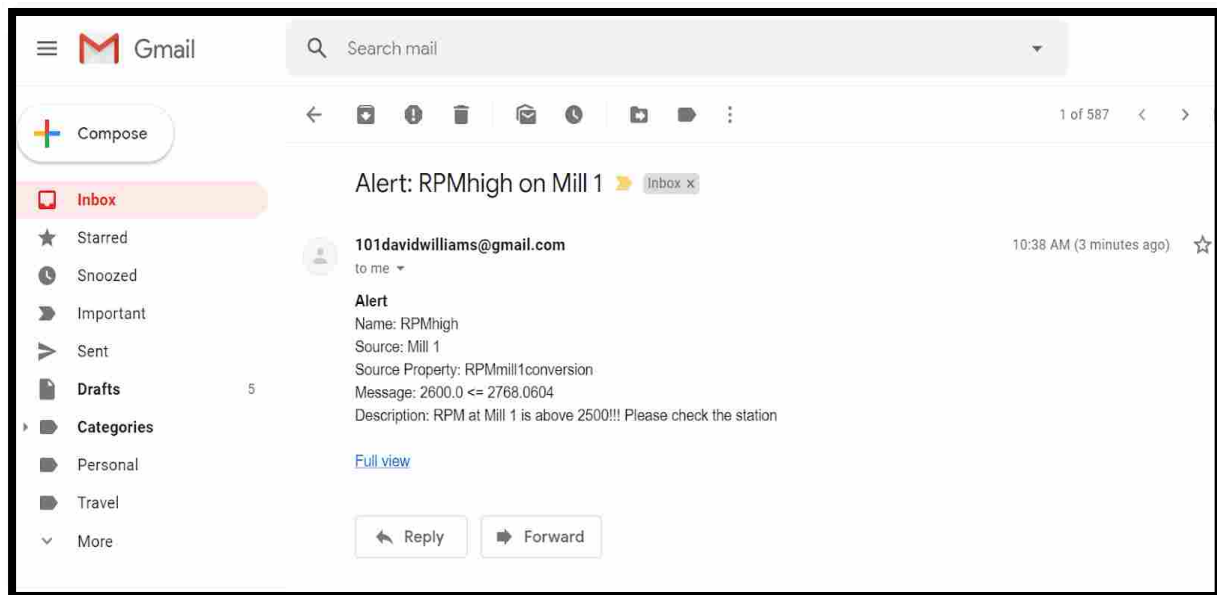 Gmail
Search mail
Compose
1 of 587
Inbox
Starred
Snoozed
Important
Sent
Drafts 5
Categories
Personal
Travel
More
Alert: RPMhigh on Mill 1 Inbox x
101davidwilliams@gmail.com 10:38 AM (3 minutes ago)
to me
Alert
Name: RPMhigh
Source: Mill 1
Source Property: RPMmill1conversion
Message: 2600.0 <= 2768.0604
Description: RPM at Mill 1 is above 2500!!! Please check the station
Full view
Reply Forward